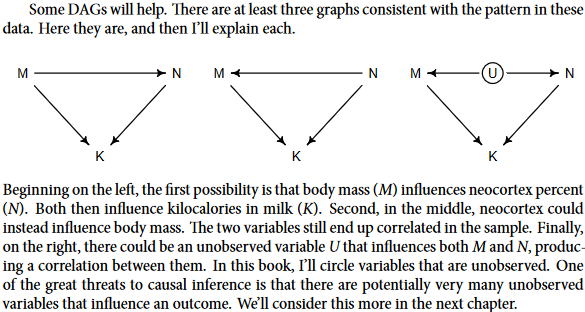 Some DAGs will help. There are at least three graphs consistent with the pattern in these
data. Here they are, and then I'll explain each.
M N M N M U N
K K K
Beginning on the left, the first possibility is that body mass (M) influences neocortex percent
(N). Both then influence kilocalories in milk (K). Second, in the middle, neocortex could
instead influence body mass. The two variables still end up correlated in the sample. Finally,
on the right, there could be an unobserved variable U that influences both M and N, produc-
ing a correlation between them. In this book, I'll circle variables that are unobserved. One
of the great threats to causal inference is that there are potentially very many unobserved
variables that influence an outcome. We'll consider this more in the next chapter.